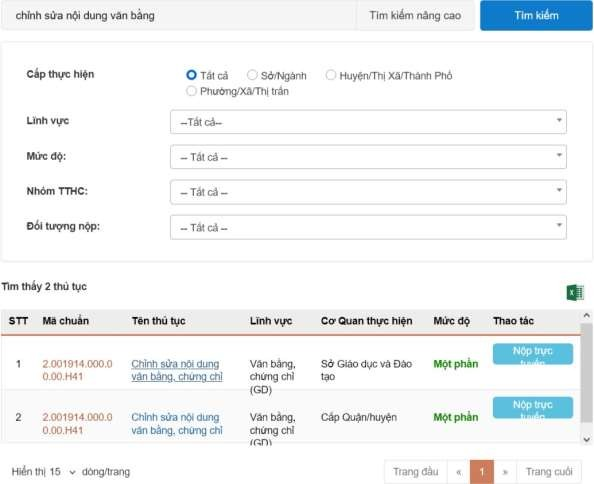 chỉnh sửa nội dung văn bằng Tìm kiếm nâng cao Tìm kiếm
Cấp thực hiện Tất cả Sở/Ngành Huyện/Thị Xã/Thành Phố
Phường/Xã/Thị trấn
Lĩnh vực --Tất cả--
Mức độ: -- Tất cả --
Nhóm TTHC: -- Tất cả --
Đối tượng nộp: -- Tất cả --
Tìm thấy 2 thủ tục
STT Mã chuẩn Tên thủ tục Lĩnh vực Cơ Quan thực hiện Mức độ Thao tác
1 2.001914.000.0 Chỉnh sửa nội dung Văn bằng, Sở Giáo dục và Đào Một phần Nộp trực
0.00.H41 văn bằng, chứng chỉ chứng chỉ tạo tuyến
(GD)
2 2.001914.000.0 Chỉnh sửa nội dung Văn bằng, Cấp Quận/huyện Một phần Nộp trực
0.00.H41 văn bằng, chứng chỉ chứng chỉ tuyến
(GD)
Hiển thị 15 dòng/trang Trang đầu « 1 » Trang cuối